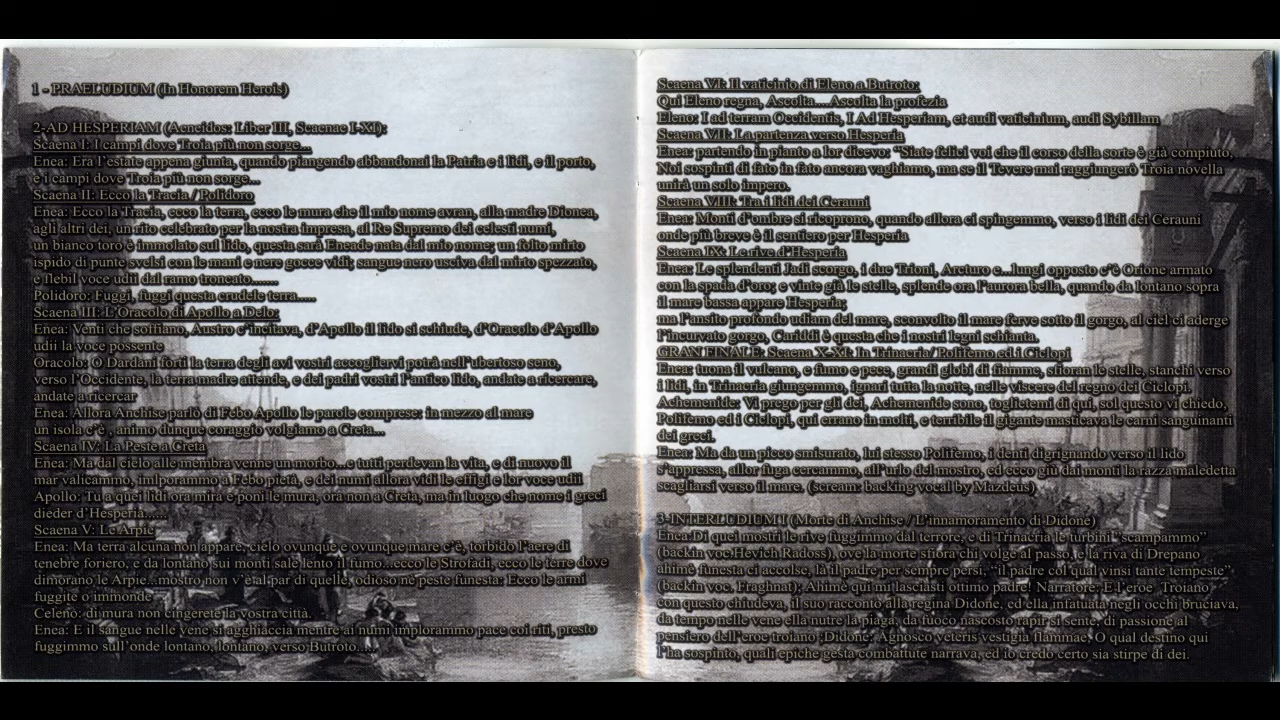 1 - PRAELUDIUM (In Honorem Herois)
2-AD HESPERIAM (Aeneidos: Liber III, Scaenae I-XI):
Scaena I: I campi dove Troia più non sorge...
Enea: Era l'estate appena giunta, quando piangendo abbandonai la Patria e i lidi, e il porto,
e i campi dove Troia più non sorge...
Scaena II: Ecco la Tracia / Polidoro
Enea: Ecco la Tracia, ecco la terra, ecco le mura che il mio nome avran, alla madre Dionea,
agli altri dei, un rito celebrato per la nostra impresa, al Re Supremo dei celesti numi,
un bianco toro è immolato sul lido, questa sarà Eneade nata dal mio nome; un folto mirto
ispido di punte svelsi con le mani e nere gocce vidi; sangue nero usciva dal mirto spezzato,
e flebil voce udii dal ramo troncato.......
Polidoro: Fuggi, fuggi questa crudele terra.....
Scaena III: L'Oracolo di Apollo a Delo:
Enea: Venti che soffiano, Austro c'incitava, d'Apollo il lido si schiude, d'Oracolo d'Apollo
udii la voce possente
Oracolo: O Dardani forti la terra degli avi vostri accogliervi potrà nell'ubertoso seno,
verso l'Occidente, la terra madre attende, e dei padri vostri l'antico lido, andate a ricercare,
andate a ricercar
Enea: Allora Anchise parlò di Febo Apollo le parole comprese: in mezzo al mare
un isola c'è , animo dunque coraggio volgiamo a Creta...
Scaena IV: La Peste a Creta
Enea: Ma dal cielo alle membra venne un morbo...e tutti perdevan la vita, e di nuovo il
mar valicammo, imlporammo a Febo pietà, e dei numi allora vidi le effigi e lor voce udii
Apollo: Tu a quei lidi ora mira e poni le mura, ora non a Creta, ma in luogo che nome i greci
dieder d'Hesperia......
Scaena V: Le Arpie
Enea: Ma terra alcuna non appare, cielo ovunque e ovunque mare c'è, torbido l'aere di
tenebre foriero, e da lontano sui monti sale lento il fumo...ecco le Strofadi, ecco le terre dove
dimorano le Arpie...mostro non v'e al par di quelle, odioso ne peste funesta: Ecco le armi
fuggite o immonde
Celeno: di mura non cingerete la vostra città.
Enea: E il sangue nelle vene si agghiaccia mentre ai numi implorammo pace coi riti, presto
fuggimmo sull'onde lontano, lontano, verso Butroto.....
Scaena VI: Il vaticinio di Eleno a Butroto:
Qui Eleno regna, Ascolta....Ascolta la profezia
Eleno: I ad terram Occidentis, I Ad Hesperiam, et audi vaticinium, audi Sybillam
Scaena VII: La partenza verso Hesperia
Enea: partendo in pianto a lor dicevo: "Siate felici voi che il corso della sorte è già compiuto,
Noi sospinti di fato in fato ancora vaghiamo, ma se il Tevere mai raggiungerò Troia novella
unirà un solo impero.
Scaena VIII: Tra i lidi dei Cerauni
Enea: Monti d'ombre si ricoprono, quando allora ci spingemmo, verso i lidi dei Cerauni
onde più breve è il sentiero per Hesperia
Scaena IX: Le rive d'Hesperia
Enea: Le splendenti Jadi scorgo, i due Trioni, Arcturo e...lungi opposto c'è Orione armato
con la spada d'oro; e vinte già le stelle, splende ora l'aurora bella, quando da lontano sopra
il mare bassa appare Hesperia;
ma l'ansito profondo udiam del mare, sconvolto il mare ferve sotto il gorgo, al ciel ci aderge
l'incurvato gorgo, Cariddi è questa che i nostri legni schianta.
GRAN FINALE: Scaena X-XI: In Trinacria/ Polifemo ed i Ciclopi
Enea: tuona il vulcano, e fumo e pece, grandi globi di fiamme, sfioran le stelle, stanchi verso
i lidi, in Trinacria giungemmo, ignari tutta la notte, nelle viscere del regno dei Ciclopi.
Achemenide: Vi prego per gli dei, Achemenide sono, toglietemi di qui, sol questo vi chiedo,
Polifemo ed i Ciclopi, qui errano in molti, e terribile il gigante masticava le carni sanguinanti
dei greci.
Enea: Ma da un picco smisurato, lui stesso Polifemo, i denti digrignando verso il lido
s'appressa, allor fuga cercammo, all'urlo del mostro, ed ecco giù dai monti la razza maledetta
scagliarsi verso il mare. (scream: backing vocal by Mazdeus)
3-INTERLUDIUM I (Morte di Anchise / L'innamoramento di Didone)
Enea:Di quei mostri le rive fuggimmo dal terrore, e di Trinacria le turbini "scampammo"
(backin voc.Hevich Radoss), ove la morte sfiora chi volge al passo, e la riva di Drepano
ahimè funesta ci accolse, là il padre per sempre persi, "il padre col qual vinsi tante tempeste"
(backin voc. Fraghnat); Ahimè qui mi lasciasti ottimo padre! Narratore: E l'eroe Troiano
con questo chiudeva, il suo racconto alla regina Didone, ed ella infatuata negli occhi bruciava,
da tempo nelle vene ella nutre la piaga, da fuoco nascosto rapir si sente, di passione al
pensiero dell'eroe troiano ;Didone: Agnosco veteris vestigia flammae, O qual destino qui
l'ha sospinto, quali epiche gesta combattute narrava, ed io credo certo sia stirpe di dei.